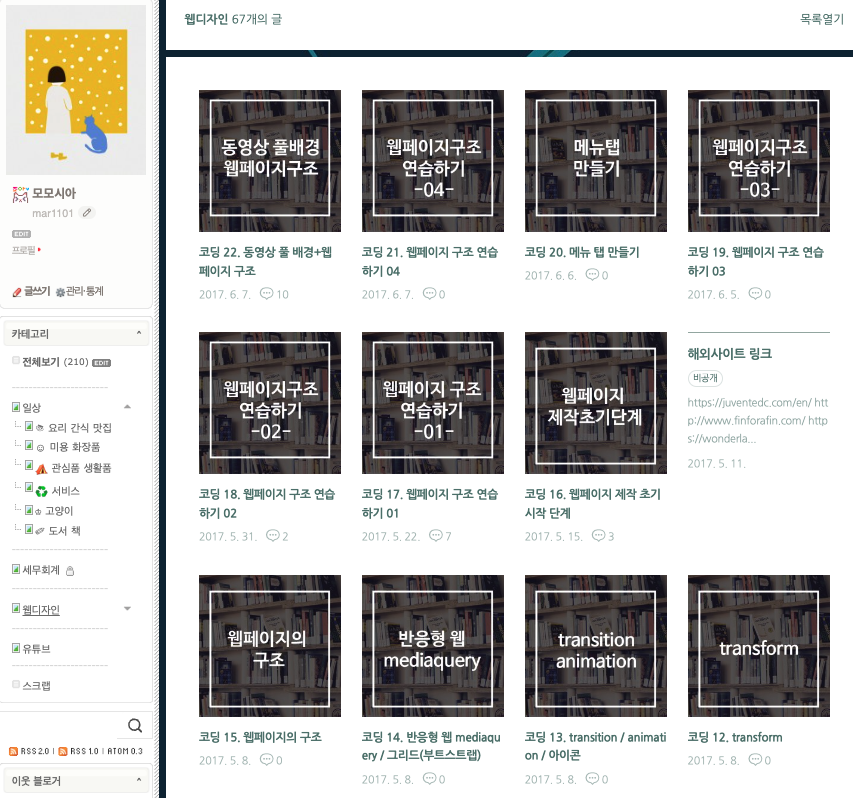 웹디자인 67개의 글
목록열기
모모시아
mar1101
EDIT
프로필
글쓰기 관리·통계
카테고리
전체보기 (210) EDIT
일상
요리 간식 맛집
미용 화장품
관심품 생활품
서비스
고양이
도서 책
세무회계
웹디자인
유튜브
스크랩
RSS 2.0 | RSS 1.0 | ATOM 0.3
이웃 블로거
동영상 풀배경
웹페이지구조
코딩 22. 동영상 풀 배경+웹
페이지 구조
2017. 6. 7. 10
웹페이지구조
연습하기
-04-
코딩 21. 웹페이지 구조 연습
하기 04
2017. 6. 7. 0
메뉴탭
만들기
코딩 20. 메뉴 탭 만들기
2017. 6. 6. 0
웹페이지구조
연습하기
-03-
코딩 19. 웹페이지 구조 연습
하기 03
2017. 6. 5. 0
웹페이지구조
연습하기
-02-
코딩 18. 웹페이지 구조 연습
하기 02
2017. 5. 31. 2
웹페이지 구조
연습하기
-01-
코딩 17. 웹페이지 구조 연습
하기 01
2017. 5. 22. 7
웹페이지
제작초기단계
코딩 16. 웹페이지 제작 초기
시작 단계
2017. 5. 15. 3
해외사이트 링크
비공개
https://juventedc.com/en/ htt
p://www.finforafin.com/ http
s://wonderla...
2017. 5. 11.
웹페이지의
구조
코딩 15. 웹페이지의 구조
2017. 5. 8. 0
반응형 웹
mediaquery
코딩 14. 반응형 웹 mediaqu
ery / 그리드(부트스트랩)
2017. 5. 8. 0
transition
animation
코딩 13. transition / animati
on / 아이콘
2017. 5. 8. 0
transform
코딩 12. transform
2017. 5. 8. 0